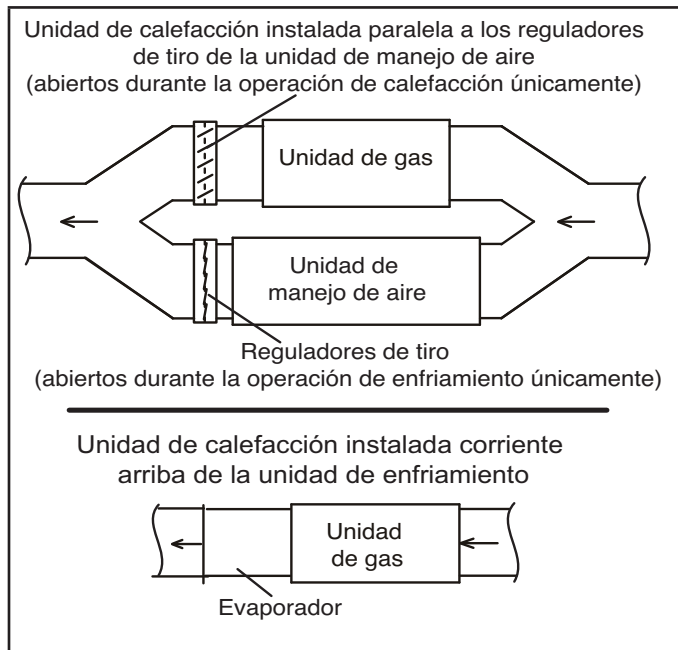 Unidad de calefacción instalada paralela a los reguladores
de tiro de la unidad de manejo de aire
(abiertos durante la operación de calefacción únicamente)
Unidad de gas
Unidad de
manejo de aire
Reguladores de tiro
(abiertos durante la operación de enfriamiento únicamente)
Unidad de calefacción instalada corriente
arriba de la unidad de enfriamiento
Unidad
de gas
Evaporador